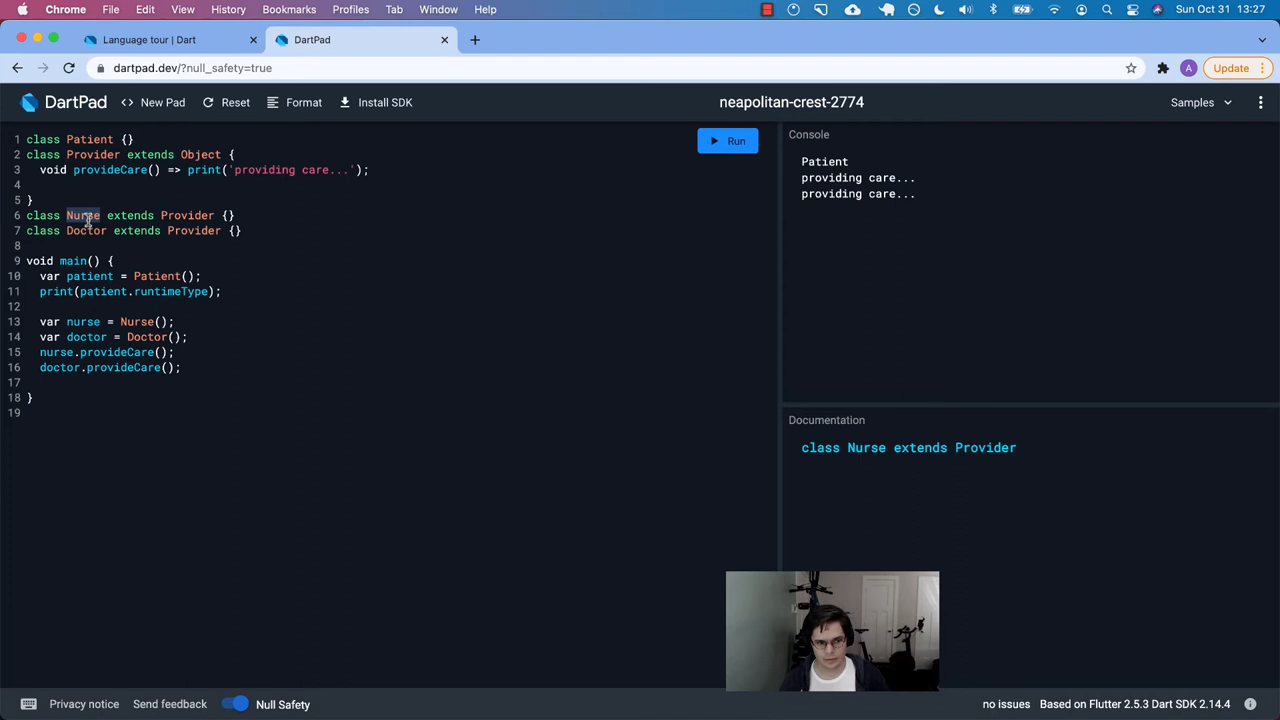 Chrome File Edit View History Bookmarks Profiles Tab Window Help Sun Oct 31 13:27
Language tour | Dart
DartPad
dartpad.dev/?null_safety=true
A
Update
DartPad
New Pad
Reset
Format
Install SDK
neapolitan-crest-2774
Samples
1 class Patient {}
2 class Provider extends Object {
3 void provideCare() => print('providing care...');
4
5 }
6 class Nurse extends Provider {}
7 class Doctor extends Provider {}
8
9 void main() {
10 var patient = Patient();
11 print(patient.runtimeType);
12
13 var nurse = Nurse();
14 var doctor = Doctor();
15 nurse.provideCare();
16 doctor.provideCare();
17
18 }
19
Run
Console
Patient
providing care...
providing care...
Documentation
class Nurse extends Provider
Privacy notice
Send feedback
Null Safety
no issues
Based on Flutter 2.5.3 Dart SDK 2.14.4